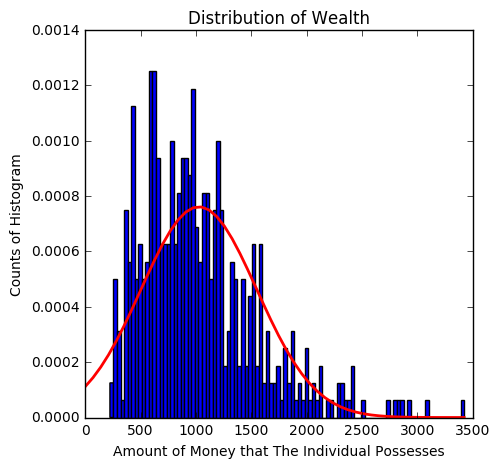 Distribution of Wealth
0.0014
0.0012
0.0010
0.0008
0.0006
0.0004
0.0002
0.0000
Counts of Histogram
0 500 1000 1500 2000 2500 3000 3500
Amount of Money that The Individual Possesses